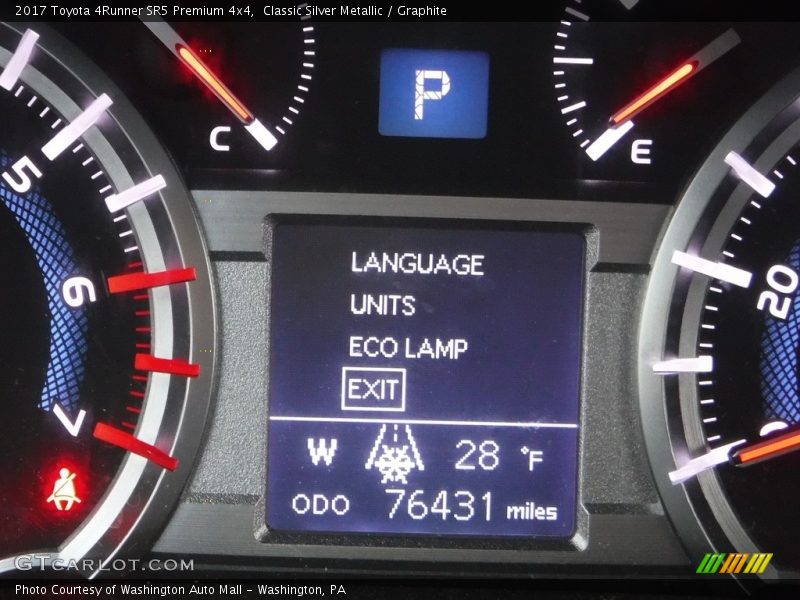 2017 Toyota 4Runner SR5 Premium 4x4,  Classic Silver Metallic / Graphite
C
P
E
5
6
7
20
0
LANGUAGE
UNITS
ECO LAMP
EXIT
W 28 °F
ODO 76431 miles
GTCARLOT.COM
Photo Courtesy of Washington Auto Mall - Washington, PA